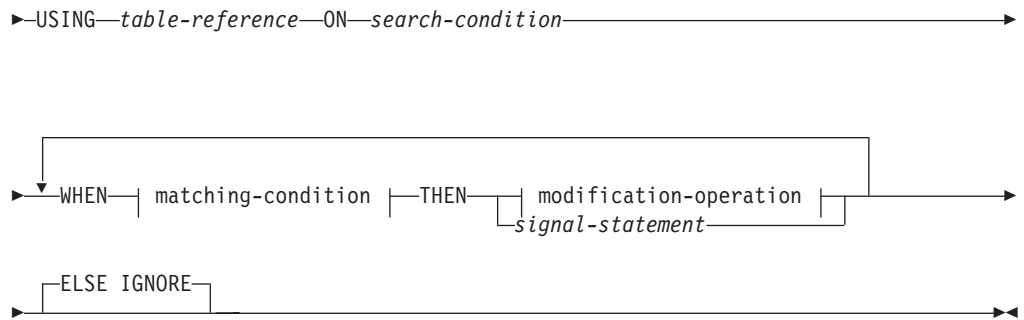 USING table-reference ON search-condition
WHEN matching-condition THEN modification-operation
signal-statement
ELSE IGNORE